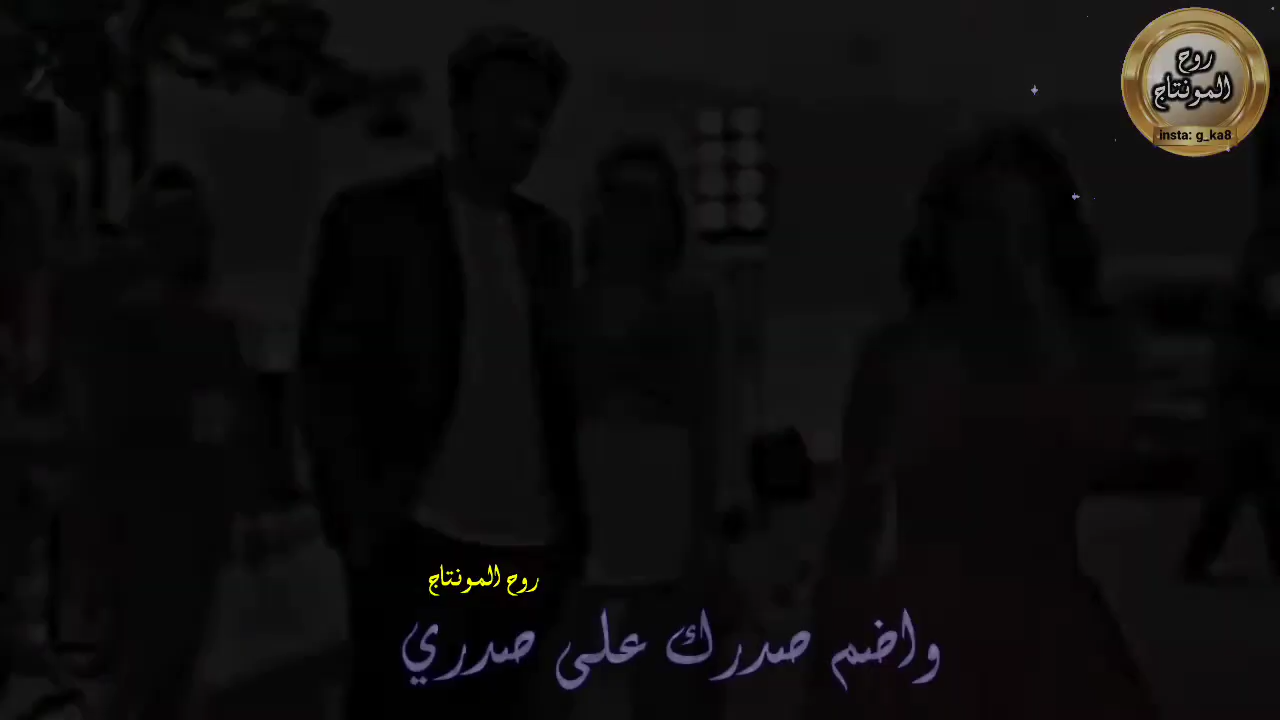 روح
المونتاج
insta: g_ka8
روح المونتاج
واضم صدرك على صدري